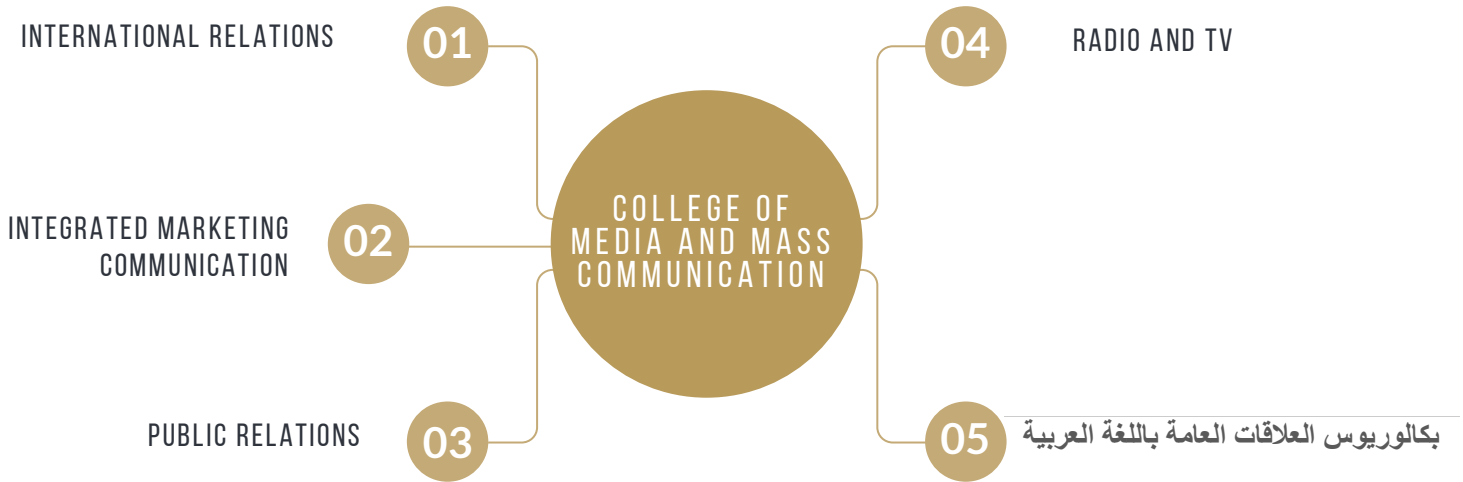 INTERNATIONAL RELATIONS
01
INTEGRATED MARKETING
COMMUNICATION
02
PUBLIC RELATIONS
03
COLLEGE OF
MEDIA AND MASS
COMMUNICATION
04
RADIO AND TV
05
بكالوريوس العلاقات العامة باللغة العربية